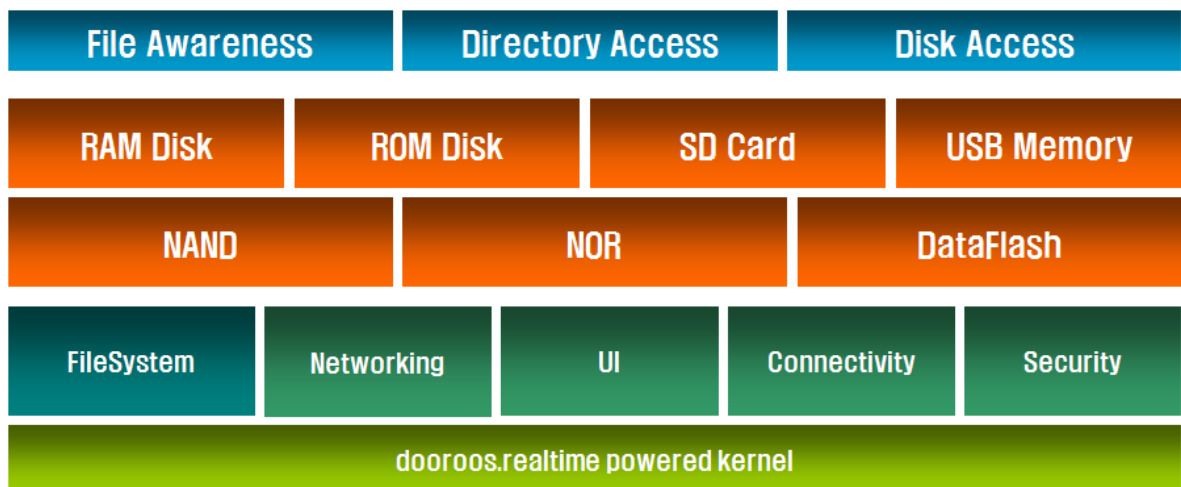 File Awareness Directory Access Disk Access
RAM Disk ROM Disk SD Card USB Memory
NAND NOR DataFlash
FileSystem Networking UI Connectivity Security
dooroos.realtime powered kernel